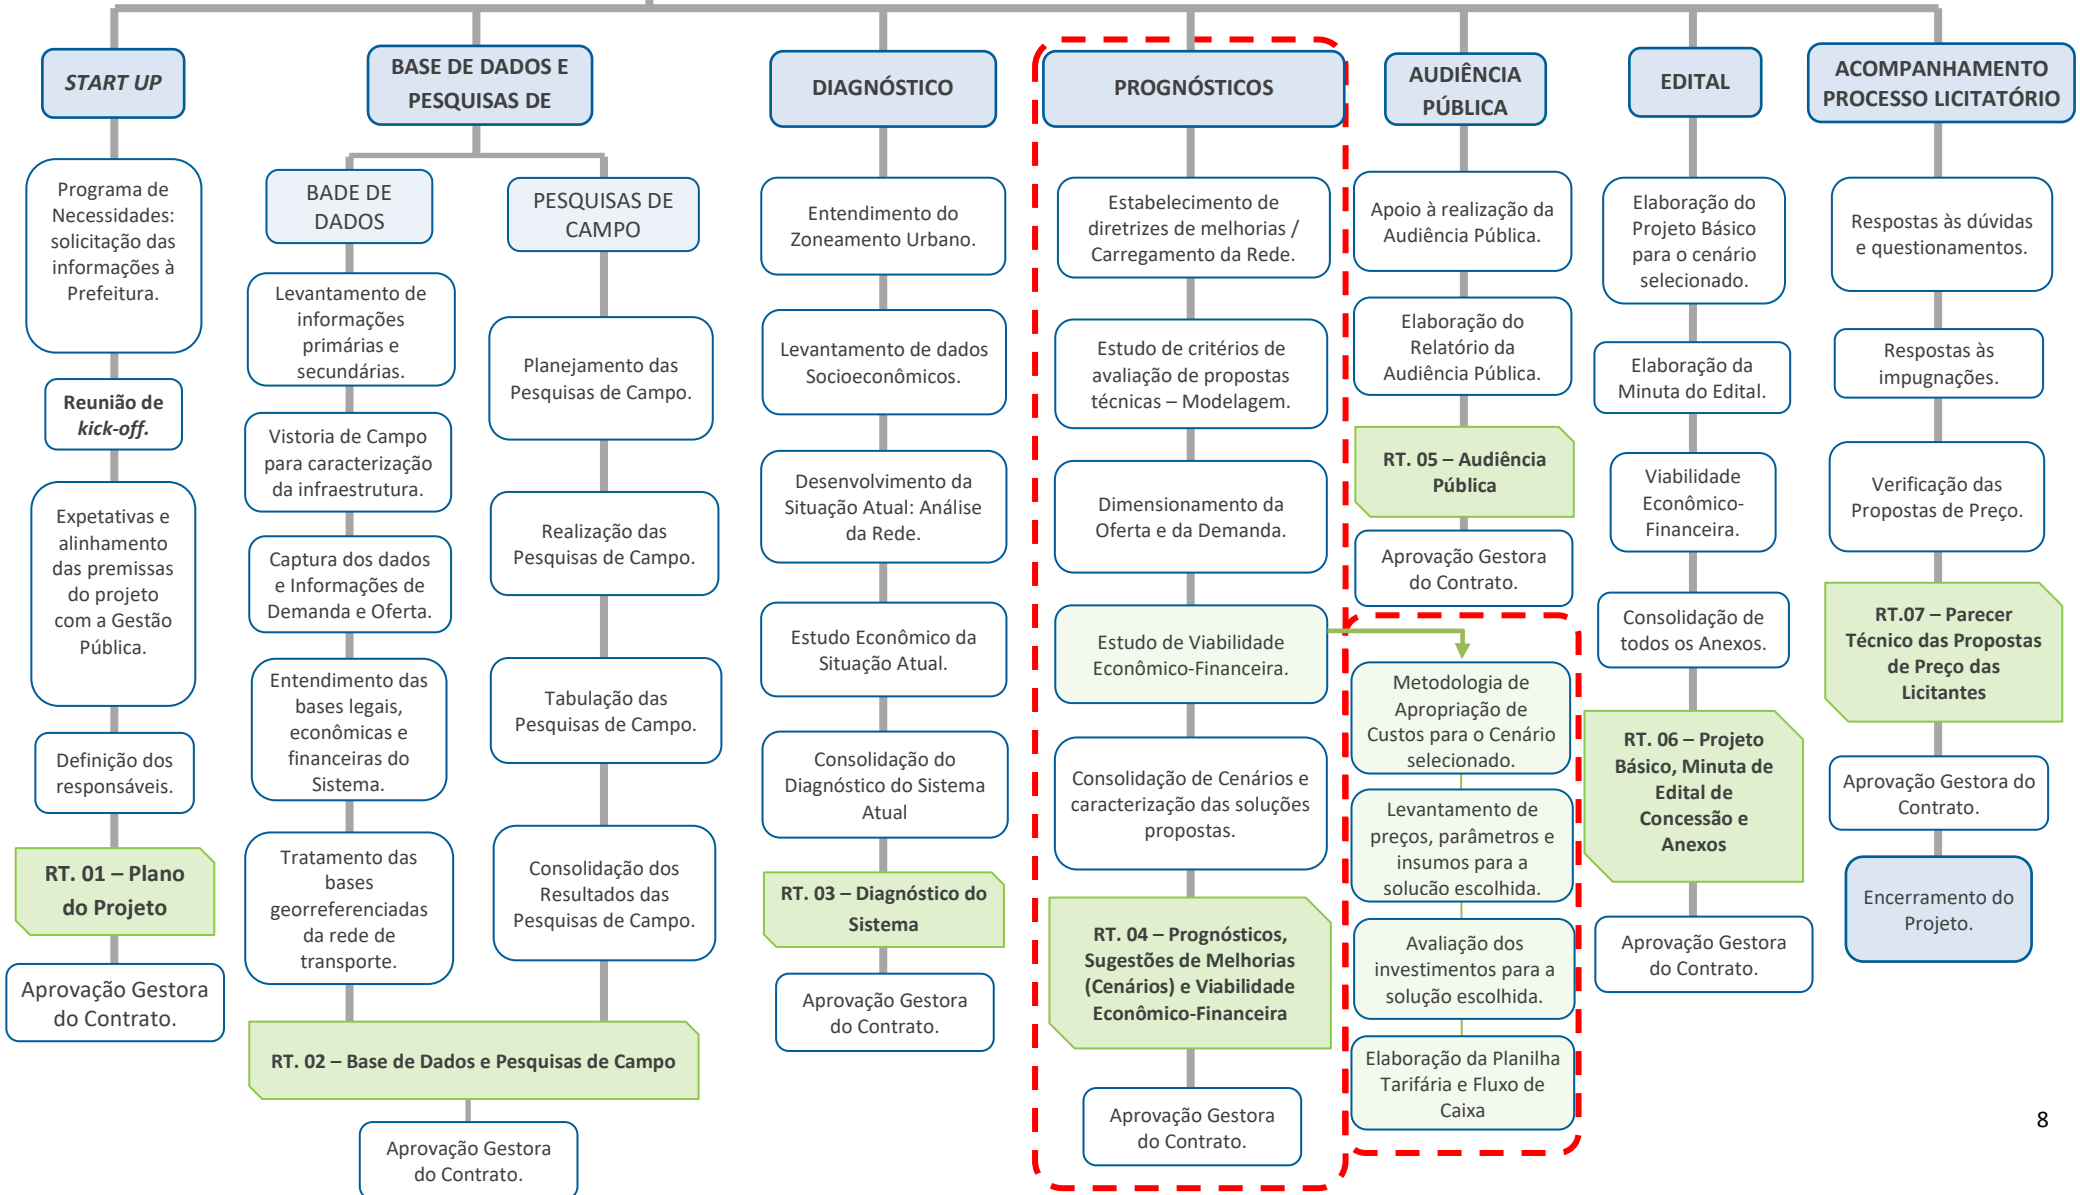 START UP
Programa de
Necessidades:
solicitação das
informações à
Prefeitura.
Reunião de
kick-off.
Expetativas e
alinhamento
das premissas
do projeto
com a Gestão
Pública.
Definição dos
responsáveis.
RT. 01 – Plano
do Projeto
Aprovação Gestora
do Contrato.
BASE DE DADOS E
PESQUISAS DE
BADE DE
DADOS
Levantamento de
informações
primárias e
secundárias.
Vistoria de Campo
para caracterização
da infraestrutura.
Captura dos dados
e Informações de
Demanda e Oferta.
Entendimento das
bases legais,
econômicas e
financeiras do
Sistema.
Tratamento das
bases
georreferenciadas
da rede de
transporte.
PESQUISAS DE
CAMPO
Planejamento das
Pesquisas de Campo.
Realização das
Pesquisas de Campo.
Tabulação das
Pesquisas de Campo.
Consolidação dos
Resultados das
Pesquisas de Campo.
RT. 02 – Base de Dados e Pesquisas de Campo
Aprovação Gestora
do Contrato.
DIAGNÓSTICO
Entendimento do
Zoneamento Urbano.
Levantamento de dados
Socioeconômicos.
Desenvolvimento da
Situação Atual: Análise
da Rede.
Estudo Econômico da
Situação Atual.
Consolidação do
Diagnóstico do Sistema
Atual
RT. 03 – Diagnóstico do
Sistema
Aprovação Gestora
do Contrato.
PROGNÓSTICOS
Estabelecimento de
diretrizes de melhorias /
Carregamento da Rede.
Estudo de critérios de
avaliação de propostas
técnicas – Modelagem.
Dimensionamento da
Oferta e da Demanda.
Estudo de Viabilidade
Econômico-Financeira.
Consolidação de Cenários e
caracterização das soluções
propostas.
RT. 04 – Prognósticos,
Sugestões de Melhorias
(Cenários) e Viabilidade
Econômico-Financeira
Aprovação Gestora
do Contrato.
AUDIÊNCIA
PÚBLICA
Apoio à realização da
Audiência Pública.
Elaboração do
Relatório da
Audiência Pública.
RT. 05 – Audiência
Pública
Aprovação Gestora
do Contrato.
Metodologia de
Apropriação de
Custos para o Cenário
selecionado.
Levantamento de
preços, parâmetros e
insumos para a
solucão escolhida.
Avaliação dos
investimentos para a
solução escolhida.
Elaboração da Planilha
Tarifária e Fluxo de
Caixa
EDITAL
Elaboração do
Projeto Básico
para o cenário
selecionado.
Elaboração da
Minuta do Edital.
Viabilidade
Econômico-
Financeira.
Consolidação de
todos os Anexos.
RT. 06 – Projeto
Básico, Minuta de
Edital de
Concessão e
Anexos
Aprovação Gestora
do Contrato.
ACOMPANHAMENTO
PROCESSO LICITATÓRIO
Respostas às dúvidas
e questionamentos.
Respostas às
impugnações.
Verificação das
Propostas de Preço.
RT.07 – Parecer
Técnico das Propostas
de Preço das
Licitantes
Aprovação Gestora do
Contrato.
Encerramento do
Projeto.
8